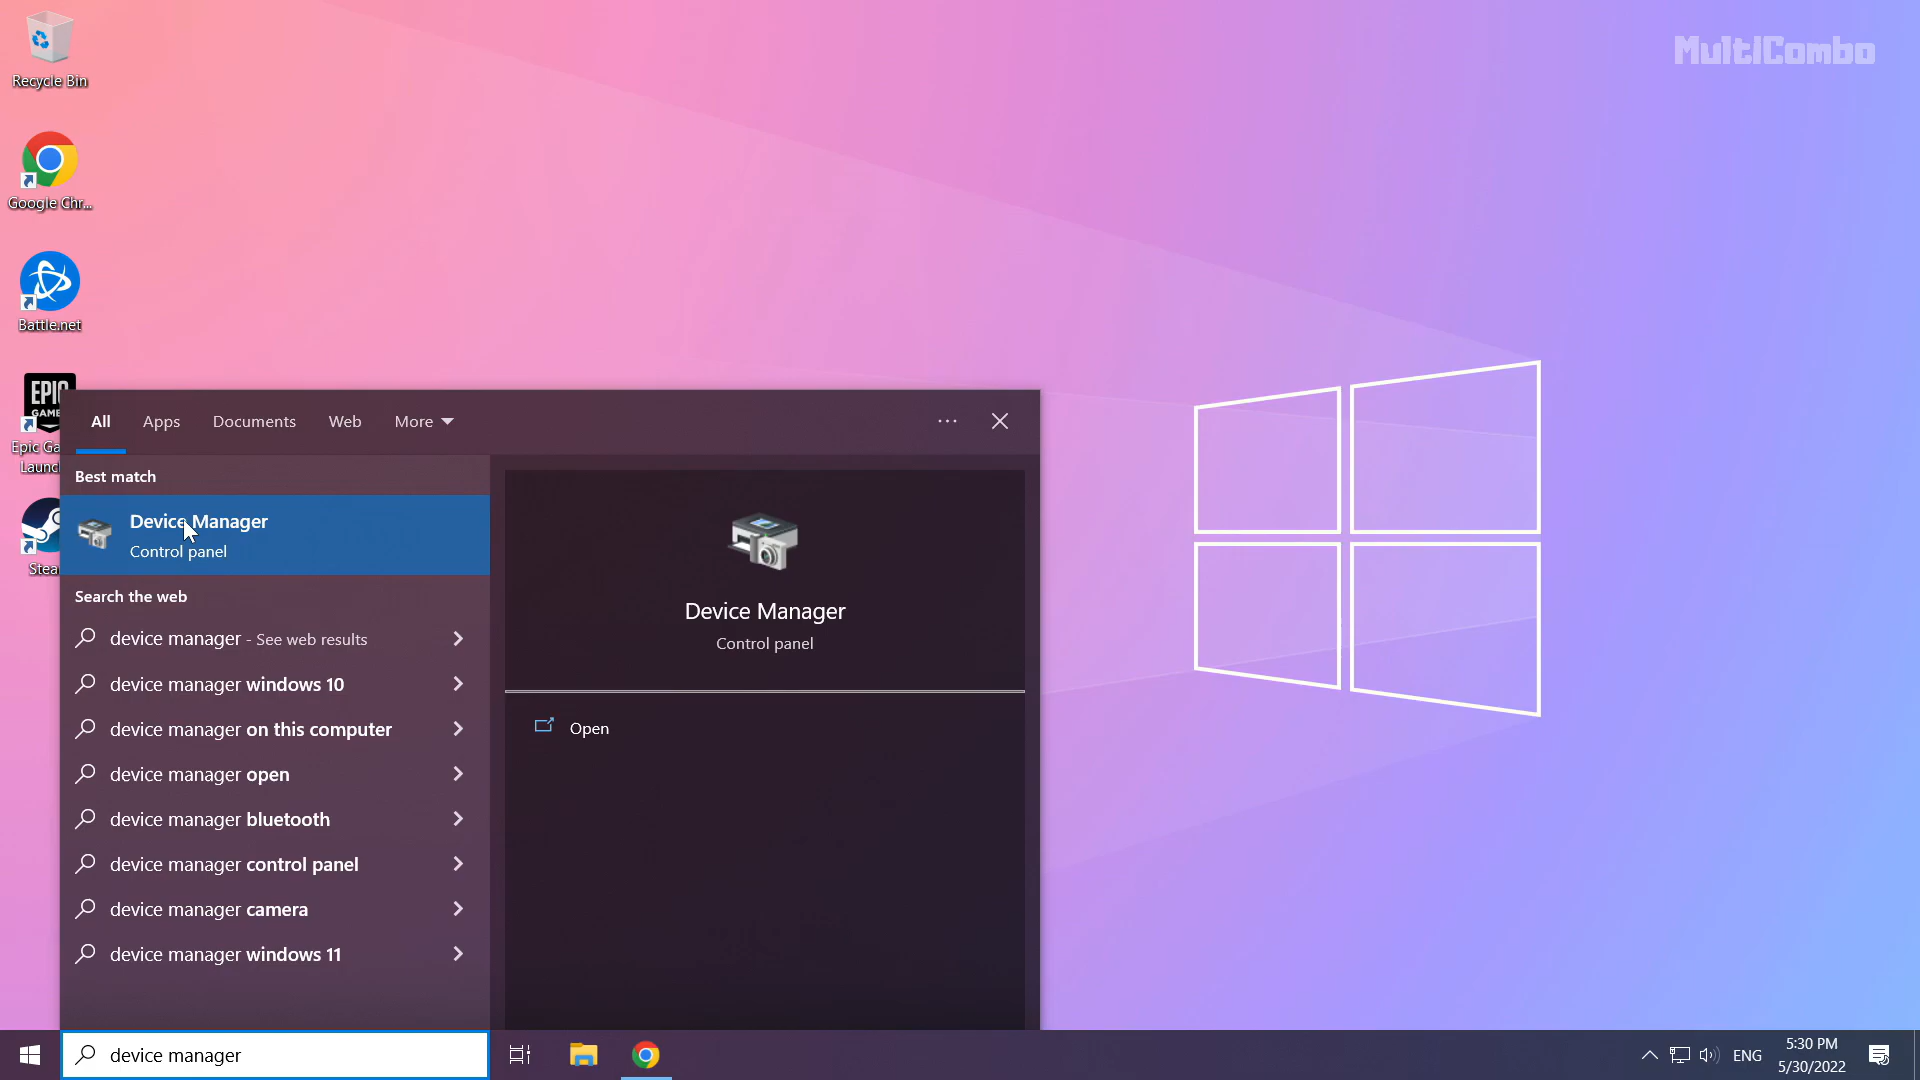 MultiCombo
Recycle Bin
Google Chr...
Battle.net
EPIC
GAM
Epic Ga
Launc
Stea
All
Apps
Documents
Web
More
Best match
Device Manager
Control panel
Search the web
device manager - See web results
device manager windows 10
device manager on this computer
device manager open
device manager bluetooth
device manager control panel
device manager camera
device manager windows 11
Device Manager
Control panel
Open
device manager
ENG
5:30 PM
5/30/2022